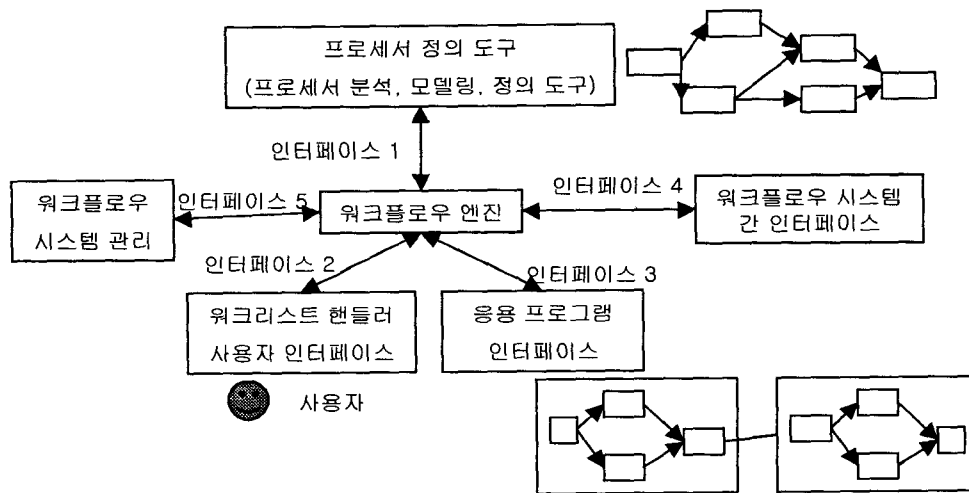 프로세서 정의 도구
(프로세서 분석, 모델링, 정의 도구)
인터페이스 1
워크플로우
시스템 관리
인터페이스 5
워크플로우 엔진
인터페이스 4
워크플로우 시스템
간 인터페이스
인터페이스 2
인터페이스 3
워크리스트 핸들러
사용자 인터페이스
응용 프로그램
인터페이스
사용자